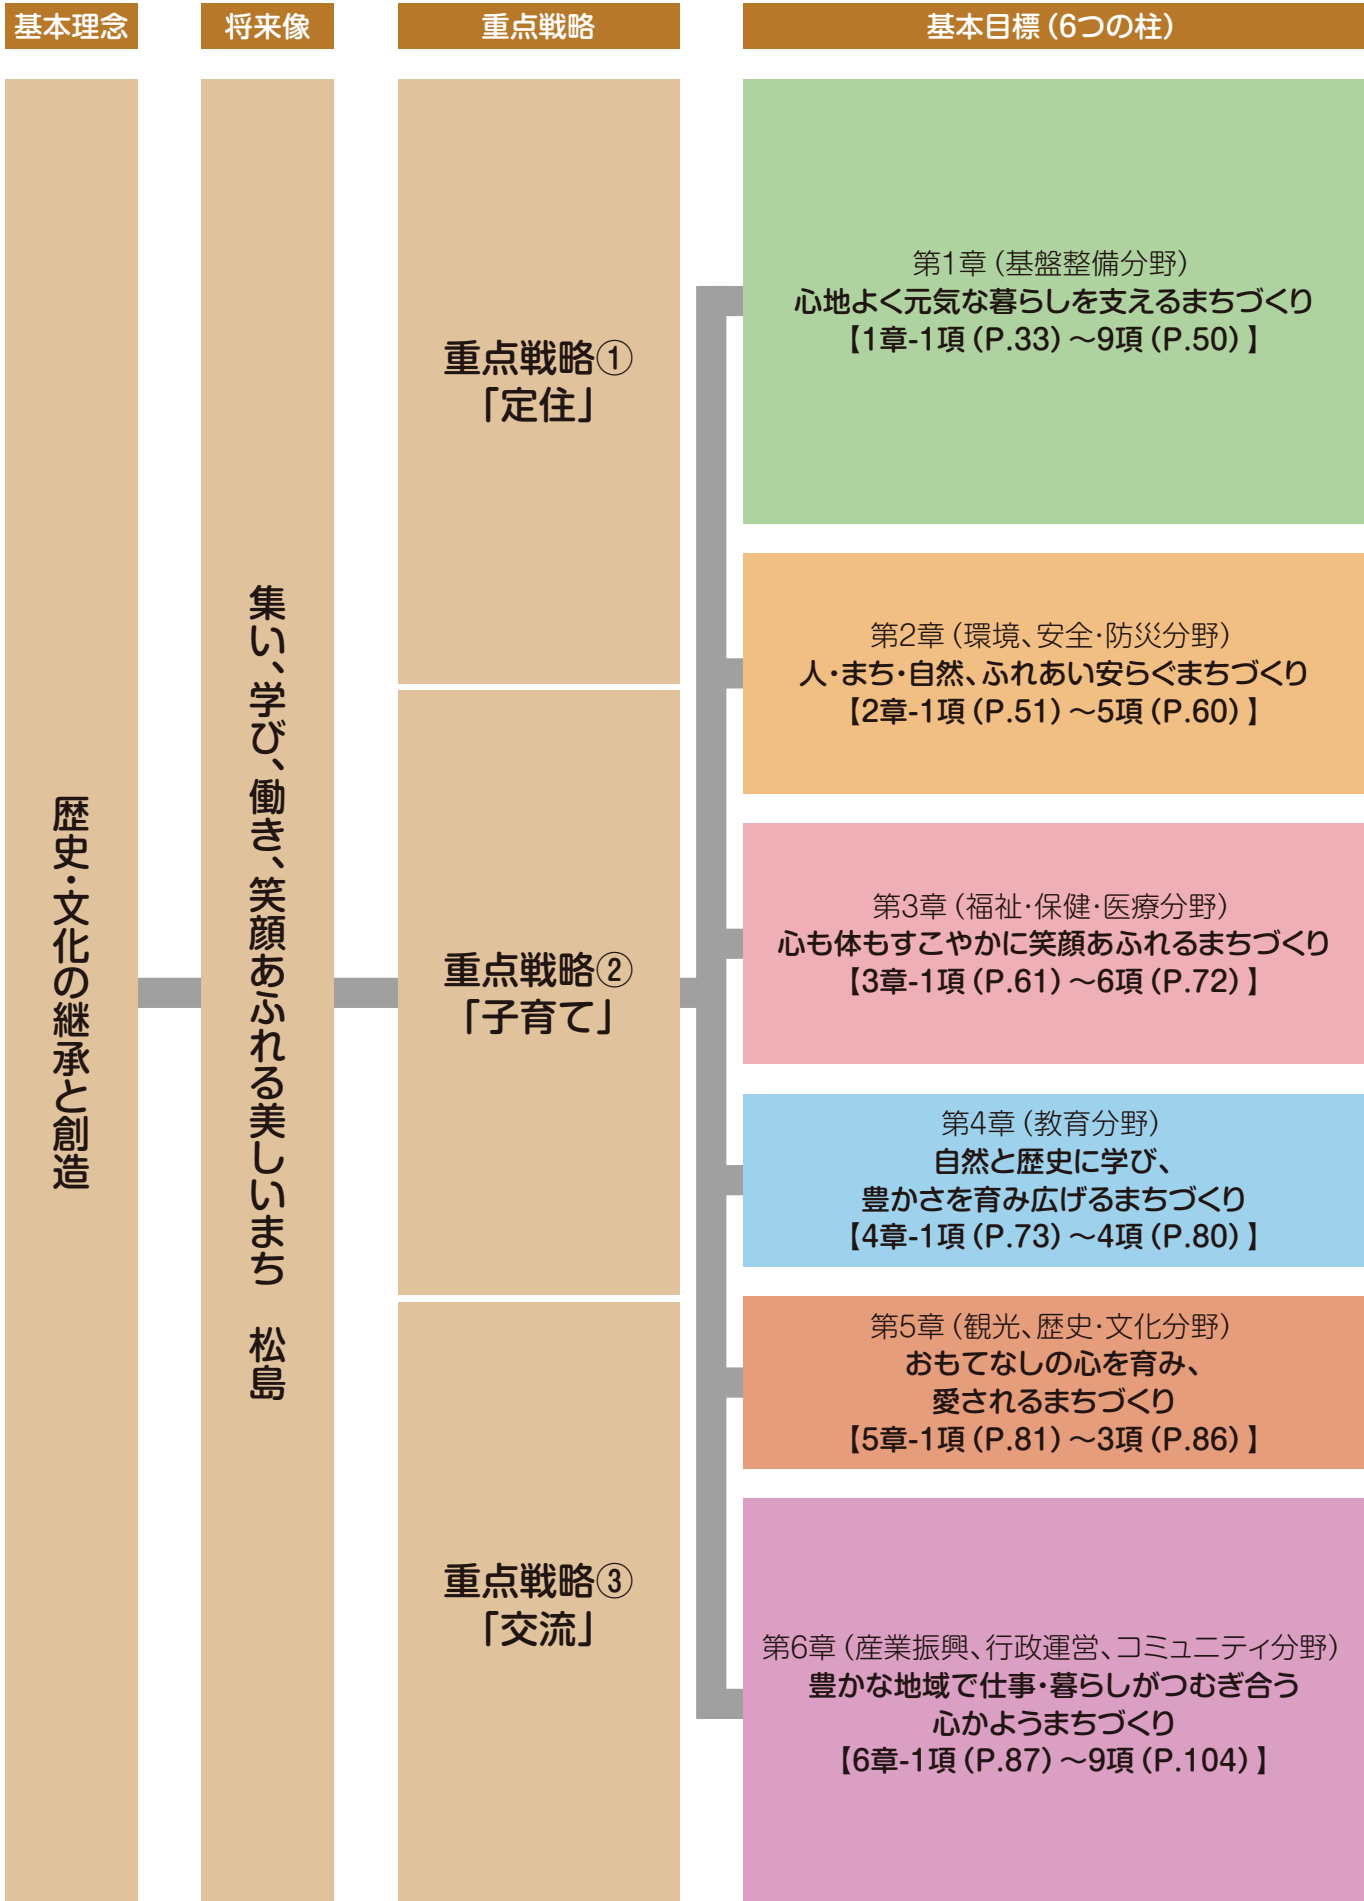 基本理念
将来像
重点戦略
基本目標（6つの柱）
歴史・文化の継承と創造
集い、学び、働き、笑顔あふれる美しいまち　松島
重点戦略①
「定住」
重点戦略②
「子育て」
重点戦略③
「交流」
第1章（基盤整備分野）
心地よく元気な暮らしを支えるまちづくり
【1章-1項（P.33）～9項（P.50）】
第2章（環境、安全・防災分野）
人・まち・自然、ふれあい安らぐまちづくり
【2章-1項（P.51）～5項（P.60）】
第3章（福祉・保健・医療分野）
心も体もすこやかに笑顔あふれるまちづくり
【3章-1項（P.61）～6項（P.72）】
第4章（教育分野）
自然と歴史に学び、
豊かさを育み広げるまちづくり
【4章-1項（P.73）～4項（P.80）】
第5章（観光、歴史・文化分野）
おもてなしの心を育み、
愛されるまちづくり
【5章-1項（P.81）～3項（P.86）】
第6章（産業振興、行政運営、コミュニティ分野）
豊かな地域で仕事・暮らしがつむぎ合う
心かようまちづくり
【6章-1項（P.87）～9項（P.104）】